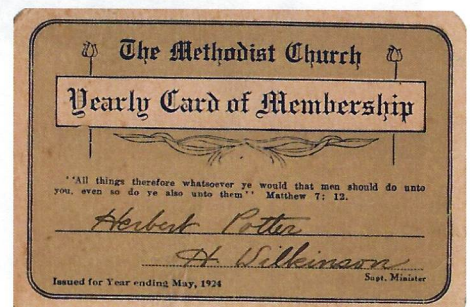 The Methodist Church
Yearly Card of Membership
"All things therefore whatsoever ye would that men should do unto
you, even so do ye also unto them" Matthew 7; 12.
Herbert Potter
H. Wilkinson
Supt. Minister
Issued for Year ending May, 1924